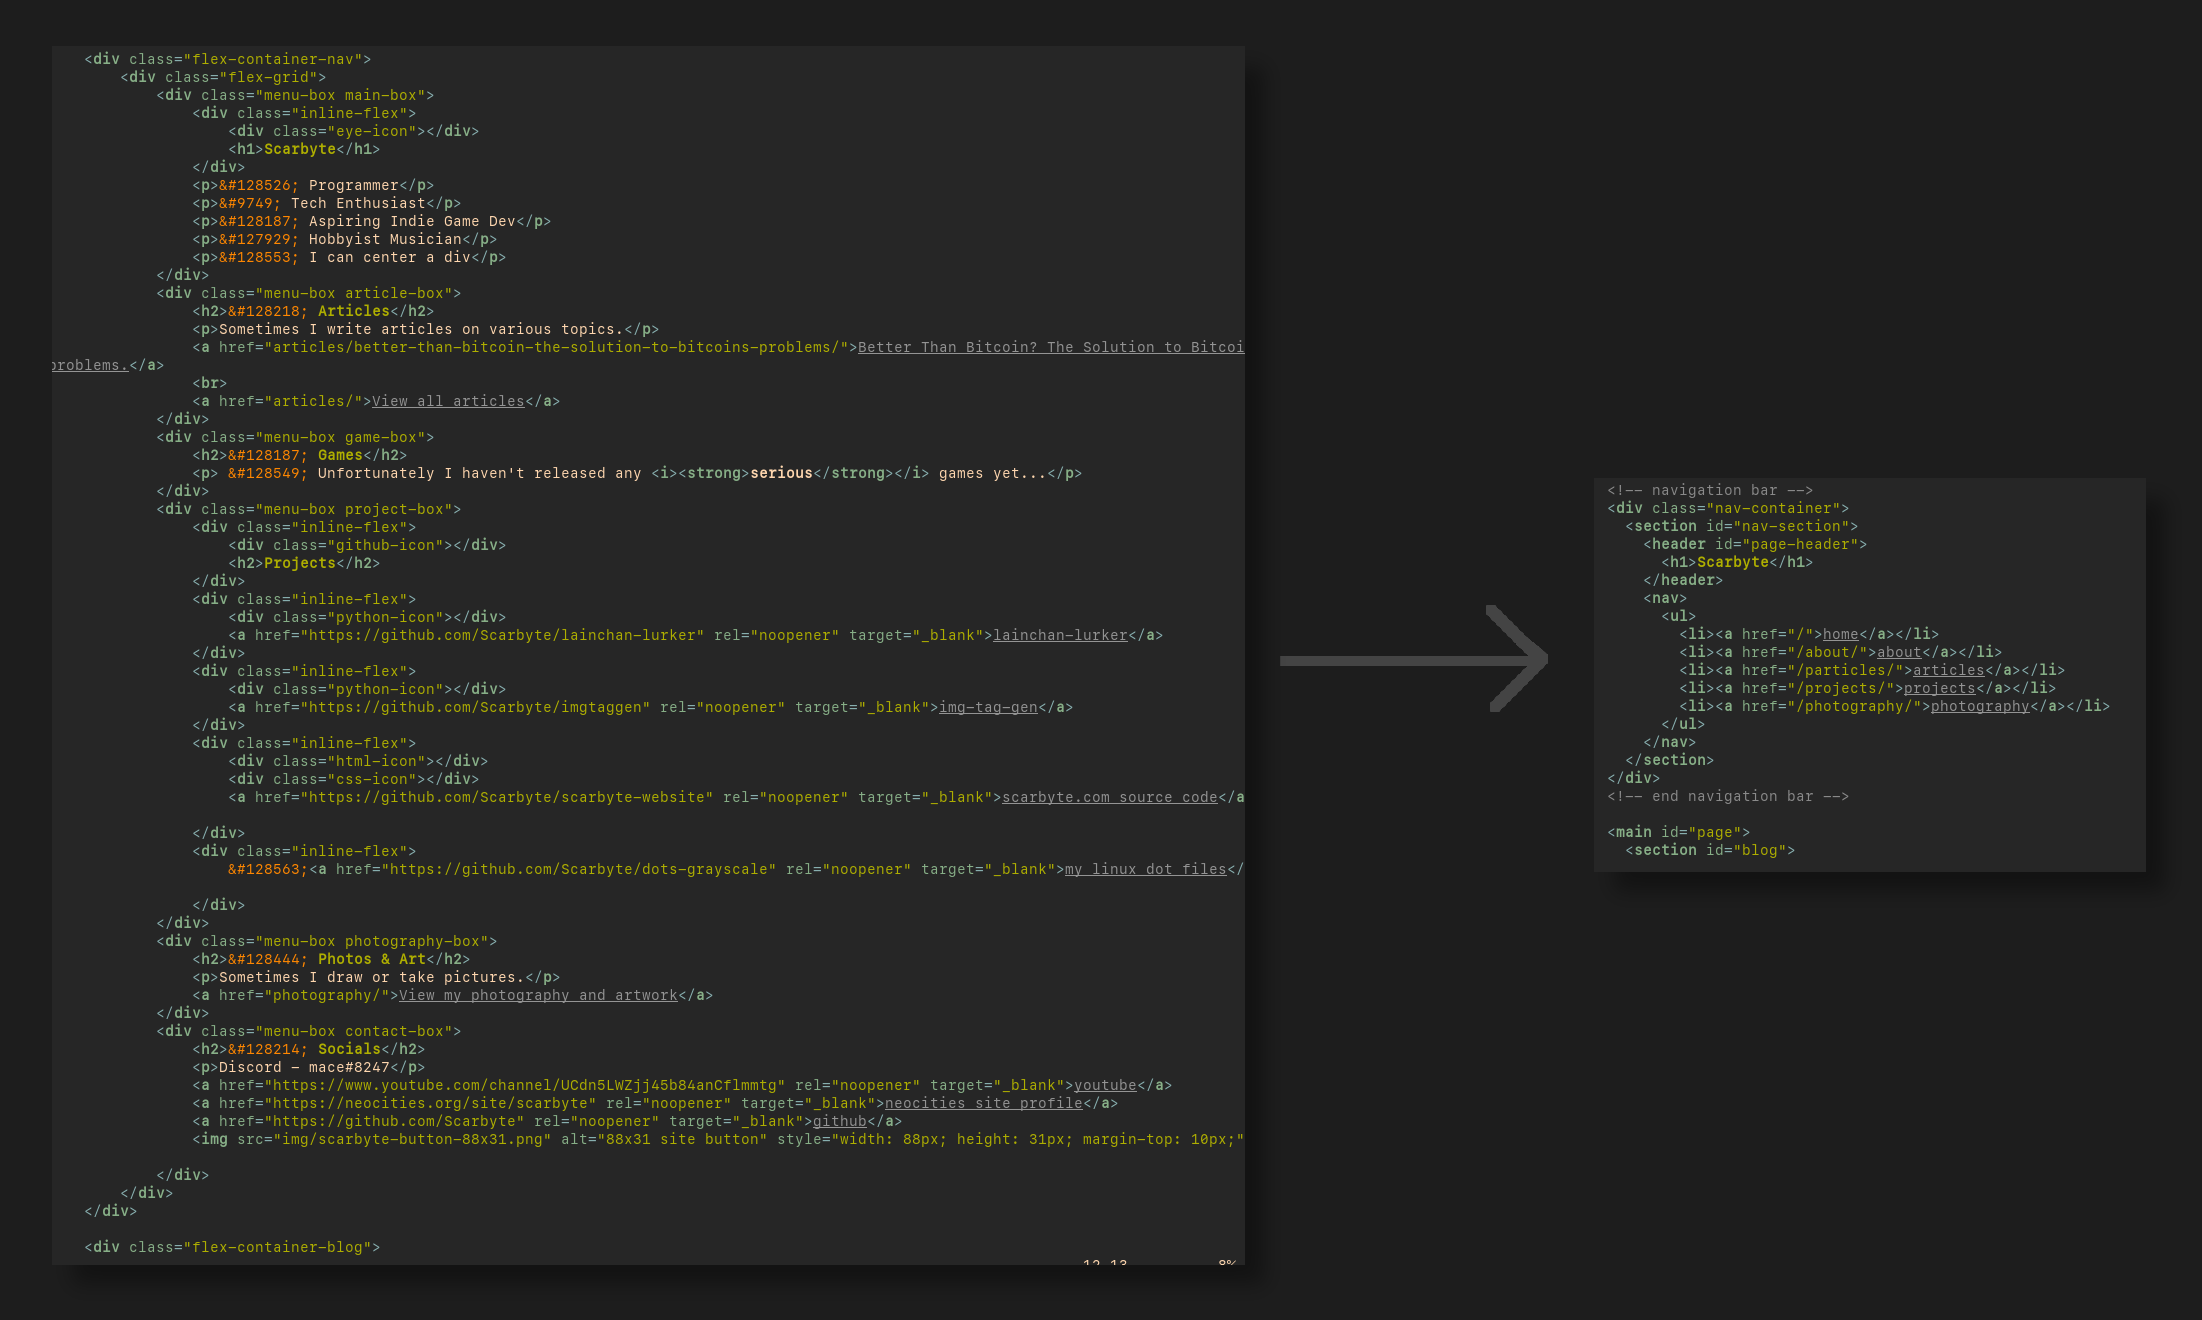 <div class="flex-container-nav">
<div class="flex-grid">
<div class="menu-box main-box">
<div class="inline-flex">
<div class="eye-icon"></div>
<h1>Scarbyte</h1>
</div>
<p>&#128526; Programmer</p>
<p>&#9749; Tech Enthusiast</p>
<p>&#128187; Aspiring Indie Game Dev</p>
<p>&#127929; Hobbyist Musician</p>
<p>&#128553; I can center a div</p>
</div>
<div class="menu-box article-box">
<h2>&#128218; Articles</h2>
<p>Sometimes I write articles on various topics.</p>
<a href="articles/better-than-bitcoin-the-solution-to-bitcoins-problems/">Better Than Bitcoin? The Solution to Bitcoi
problems.</a>
<br>
<a href="articles/">View all articles</a>
</div>
<div class="menu-box game-box">
<h2>&#128187; Games</h2>
<p> &#128549; Unfortunately I haven't released any <i><strong>serious</strong></i> games yet...</p>
</div>
<div class="menu-box project-box">
<div class="inline-flex">
<div class="github-icon"></div>
<h2>Projects</h2>
</div>
<div class="inline-flex">
<div class="python-icon"></div>
<a href="https://github.com/Scarbyte/lainchan-lurker" rel="noopener" target="_blank">lainchan-lurker</a>
</div>
<div class="inline-flex">
<div class="python-icon"></div>
<a href="https://github.com/Scarbyte/imgtaggen" rel="noopener" target="_blank">img-tag-gen</a>
</div>
<div class="inline-flex">
<div class="html-icon"></div>
<div class="css-icon"></div>
<a href="https://github.com/Scarbyte/scarbyte-website" rel="noopener" target="_blank">scarbyte.com source code</a
</div>
<div class="inline-flex">
&#128563;<a href="https://github.com/Scarbyte/dots-grayscale" rel="noopener" target="_blank">my linux dot files</
</div>
</div>
<div class="menu-box photography-box">
<h2>&#128444; Photos & Art</h2>
<p>Sometimes I draw or take pictures.</p>
<a href="photography/">View my photography and artwork</a>
</div>
<div class="menu-box contact-box">
<h2>&#128214; Socials</h2>
<p>Discord - mace#8247</p>
<a href="https://www.youtube.com/channel/UCdn5LWZjj45b84anCflmmtg" rel="noopener" target="_blank">youtube</a>
<a href="https://neocities.org/site/scarbyte" rel="noopener" target="_blank">neocities site profile</a>
<a href="https://github.com/Scarbyte" rel="noopener" target="_blank">github</a>
<img src="img/scarbyte-button-88x31.png" alt="88x31 site button" style="width: 88px; height: 31px; margin-top: 10px;"
</div>
</div>
</div>
<div class="flex-container-blog">
<!-- navigation bar -->
<div class="nav-container">
<section id="nav-section">
<header id="page-header">
<h1>Scarbyte</h1>
</header>
<nav>
<ul>
<li><a href="/">home</a></li>
<li><a href="/about/">about</a></li>
<li><a href="/particles/">articles</a></li>
<li><a href="/projects/">projects</a></li>
<li><a href="/photography/">photography</a></li>
</ul>
</nav>
</section>
</div>
<!-- end navigation bar -->
<main id="page">
<section id="blog">